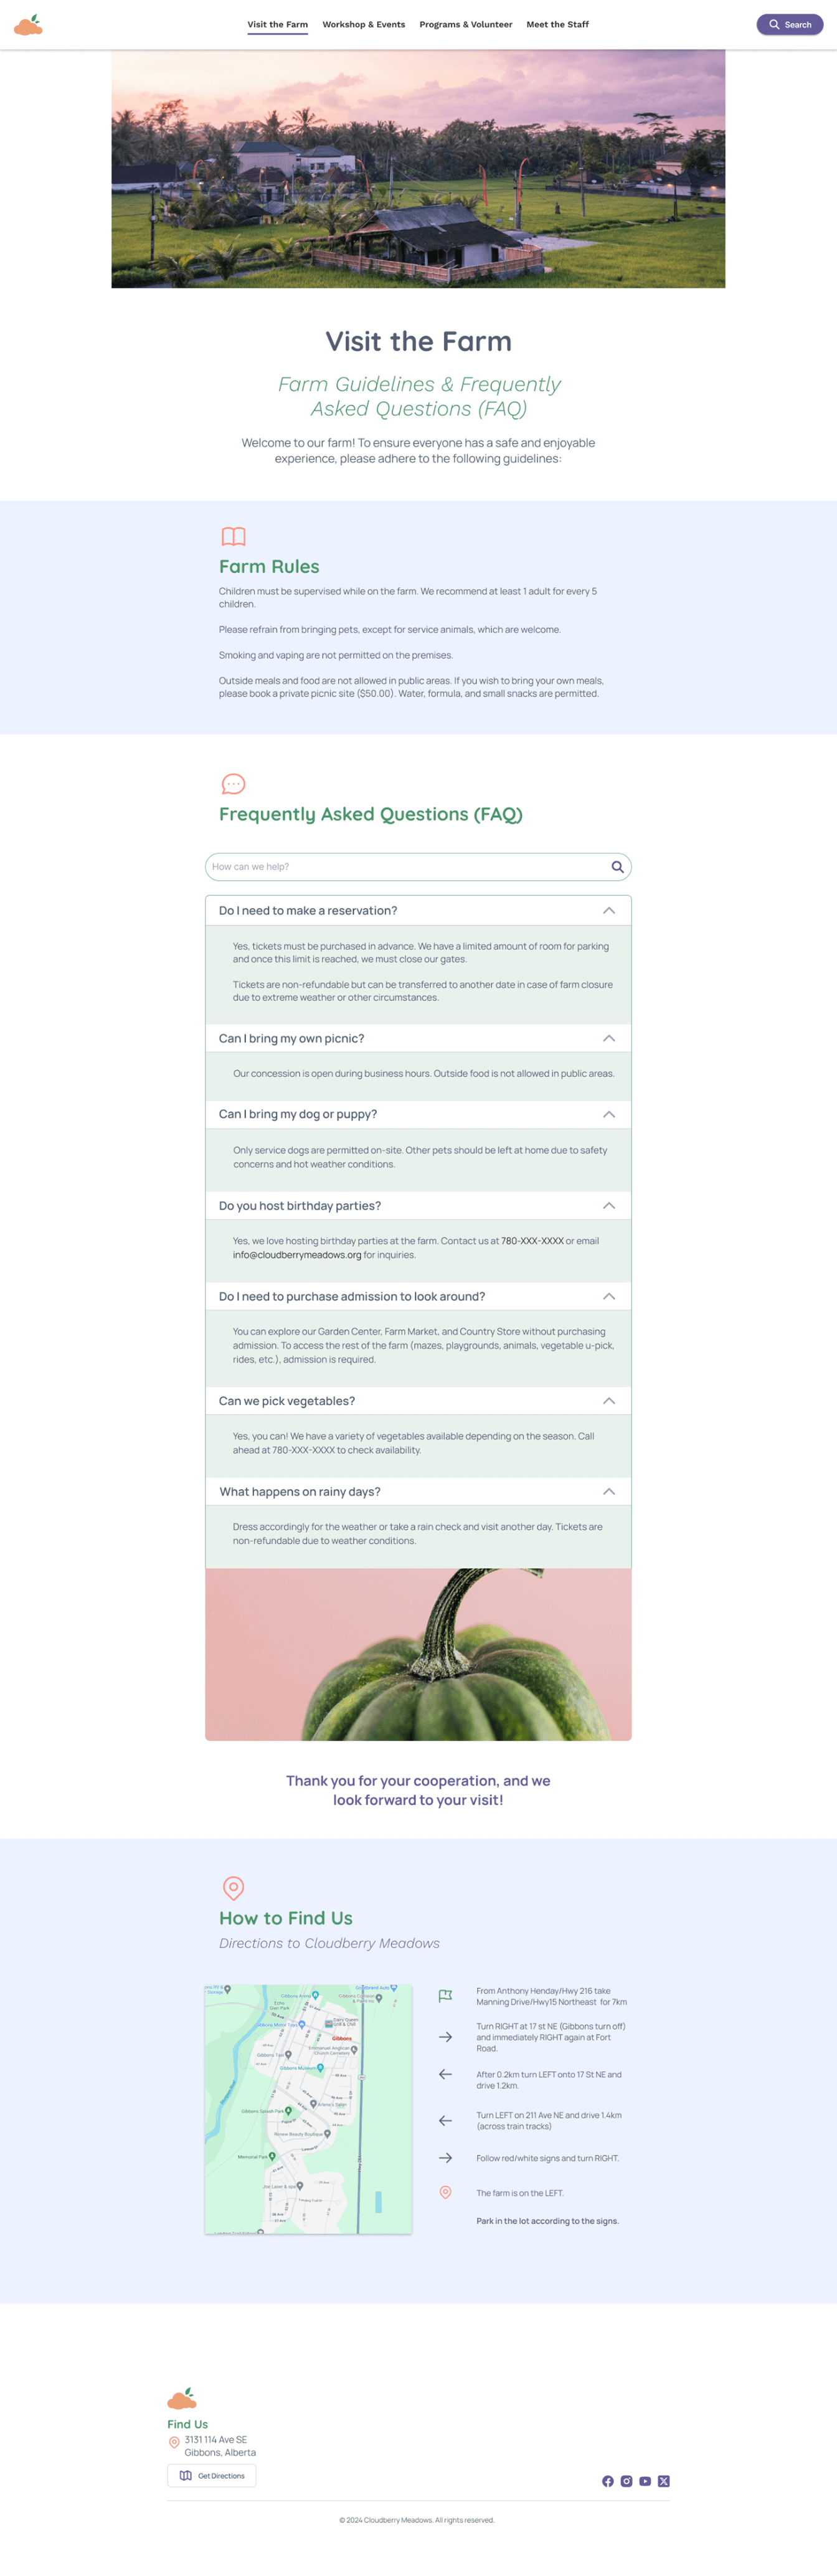 Visit the Farm
Workshop & Events
Programs & Volunteer
Meet the Staff
Search
Visit the Farm
Farm Guidelines & Frequently
Asked Questions (FAQ)
Welcome to our farm! To ensure everyone has a safe and enjoyable
experience, please adhere to the following guidelines:
Farm Rules
Children must be supervised while on the farm. We recommend at least 1 adult for every 5
children.
Please refrain from bringing pets, except for service animals, which are welcome.
Smoking and vaping are not permitted on the premises.
Outside meals and food are not allowed in public areas. If you wish to bring your own meals,
please book a private picnic site ($50.00). Water, formula, and small snacks are permitted.
Frequently Asked Questions (FAQ)
How can we help?
Do I need to make a reservation?
Yes, tickets must be purchased in advance. We have a limited amount of room for parking
and once this limit is reached, we must close our gates.
Tickets are non-refundable but can be transferred to another date in case of farm closure
due to extreme weather or other circumstances.
Can I bring my own picnic?
Our concession is open during business hours. Outside food is not allowed in public areas.
Can I bring my dog or puppy?
Only service dogs are permitted on-site. Other pets should be left at home due to safety
concerns and hot weather conditions.
Do you host birthday parties?
Yes, we love hosting birthday parties at the farm. Contact us at 780-XXX-XXXX or email
info@cloudberrymeadows.org for inquiries.
Do I need to purchase admission to look around?
You can explore our Garden Center, Farm Market, and Country Store without purchasing
admission. To access the rest of the farm (mazes, playgrounds, animals, vegetable u-pick,
rides, etc.), admission is required.
Can we pick vegetables?
Yes, you can! We have a variety of vegetables available depending on the season. Call
ahead at 780-XXX-XXXX to check availability.
What happens on rainy days?
Dress accordingly for the weather or take a rain check and visit another day. Tickets are
non-refundable due to weather conditions.
Thank you for your cooperation, and we
look forward to your visit!
How to Find Us
Directions to Cloudberry Meadows
Gibbons Arena
Gibbons
Gibbons Museum
Memorial Park
From Anthony Henday/Hwy 216 take
Manning Drive/Hwy15 Northeast for 7km
Turn RIGHT at 17 st NE (Gibbons turn off)
and immediately RIGHT again at Fort
Road.
After 0.2km turn LEFT onto 17 St NE and
drive 1.2km.
Turn LEFT on 211 Ave NE and drive 1.4km
(across train tracks)
Follow red/white signs and turn RIGHT.
The farm is on the LEFT.
Park in the lot according to the signs.
Find Us
3131 114 Ave SE
Gibbons, Alberta
Get Directions
© 2024 Cloudberry Meadows. All rights reserved.